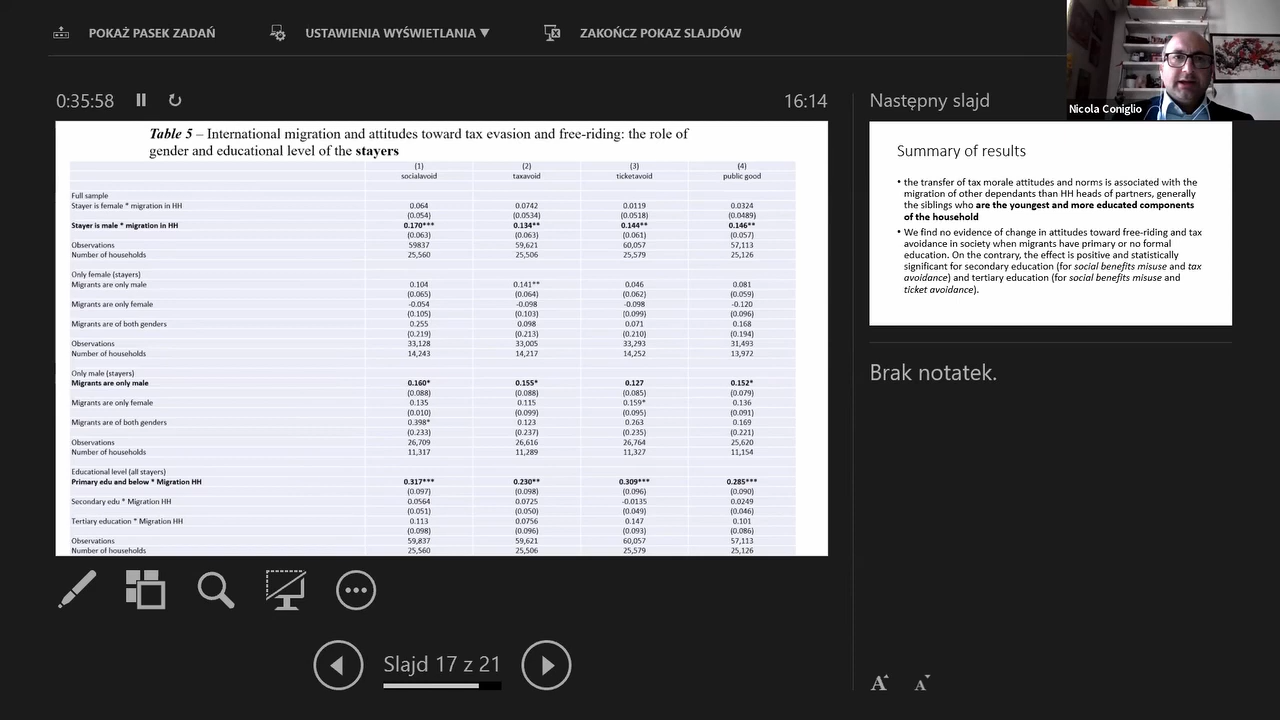 POKAŻ PASEK ZADAŃ
USTAWIENIA WYŚWIETLANIA ▼
ZAKOŃCZ POKAZ SLAJDÓW
Nicola Coniglio
0:35:58
16:14
Table 5 – International migration and attitudes toward tax evasion and free-riding: the role of
gender and educational level of the stayers
(1) (2) (3) (4)
socialavoid taxavoid ticketavoid public good
Full sample
Stayer is female * migration in HH 0.064 0.0742 0.0119 0.0324
(0.054) (0.0534) (0.0518) (0.0489)
Stayer is male * migration in HH 0.170*** 0.134** 0.144** 0.146**
(0.063) (0.063) (0.061) (0.057)
Observations 59837 59,621 60,057 57,113
Number of households 25,560 25,506 25,579 25,126
Only female (stayers)
Migrants are only male 0.104 0.141** 0.046 0.081
(0.065) (0.064) (0.062) (0.059)
Migrants are only female -0.054 -0.098 -0.098 -0.120
(0.105) (0.103) (0.099) (0.096)
Migrants are of both genders 0.255 0.098 0.071 0.168
(0.219) (0.213) (0.210) (0.194)
Observations 33,128 33,005 33,293 31,493
Number of households 14,243 14,217 14,252 13,972
Only male (stayers)
Migrants are only male 0.160* 0.155* 0.127 0.152*
(0.088) (0.088) (0.085) (0.079)
Migrants are only female 0.135 0.115 0.159* 0.136
(0.010) (0.099) (0.095) (0.091)
Migrants are of both genders 0.398* 0.123 0.263 0.169
(0.233) (0.237) (0.235) (0.221)
Observations 26,709 26,616 26,764 25,620
Number of households 11,317 11,289 11,327 11,154
Educational level (all stayers)
Primary edu and below * Migration HH 0.317*** 0.230** 0.309*** 0.285***
(0.097) (0.098) (0.096) (0.090)
Secondary edu * Migration HH 0.0564 0.0725 -0.0135 0.0249
(0.051) (0.050) (0.049) (0.046)
Tertiary education * Migration HH 0.113 0.0756 0.147 0.101
(0.098) (0.096) (0.093) (0.086)
Observations 59,837 59,621 60,057 57,113
Number of households 25,560 25,506 25,579 25,126
Slajd 17 z 21
Następny slajd
Summary of results
• the transfer of tax morale attitudes and norms is associated with the
migration of other dependants than HH heads of partners, generally
the siblings who are the youngest and more educated components
of the household
• We find no evidence of change in attitudes toward free-riding and tax
avoidance in society when migrants have primary or no formal
education. On the contrary, the effect is positive and statistically
significant for secondary education (for social benefits misuse and tax
avoidance) and tertiary education (for social benefits misuse and
ticket avoidance).
Brak notatek.
A A